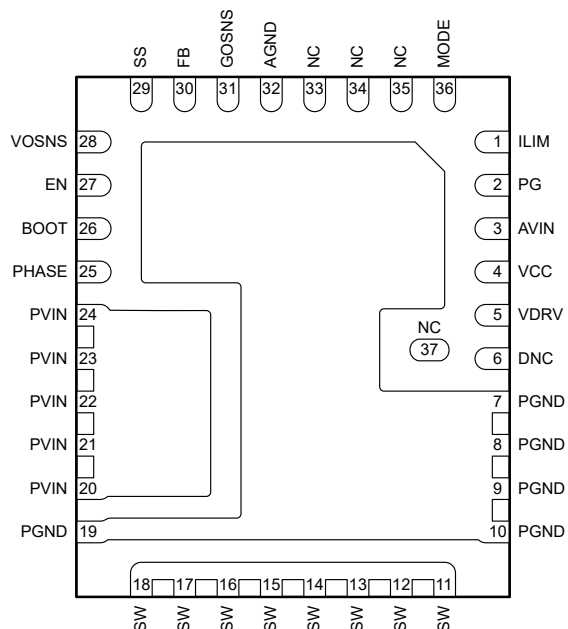 SS FB GOSNS AGND NC NC NC MODE
29 30 31 32 33 34 35 36
VOSNS 28 1 ILIM
EN 27 2 PG
BOOT 26 3 AVIN
PHASE 25 4 VCC
PVIN 24 5 VDRV
NC
PVIN 23 37 6 DNC
PVIN 22 7 PGND
PVIN 21 8 PGND
PVIN 20 9 PGND
PGND 19 10 PGND
18 17 16 15 14 13 12 11
SW SW SW SW SW SW SW SW